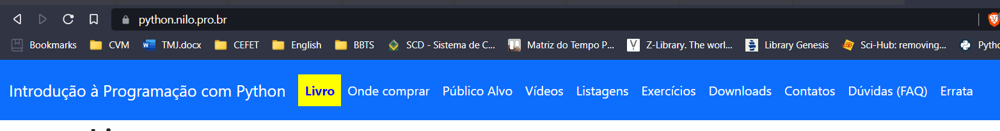 python.nilo.pro.br
Bookmarks CVM TMJ.docx CEFET English BBTS SCD - Sistema de C... Matriz do Tempo P... Z-Library. The worl... Library Genesis Sci-Hub: removing... Pytho
Introdução à Programação com Python Livro Onde comprar Público Alvo Vídeos Listagens Exercícios Downloads Contatos Dúvidas (FAQ) Errata